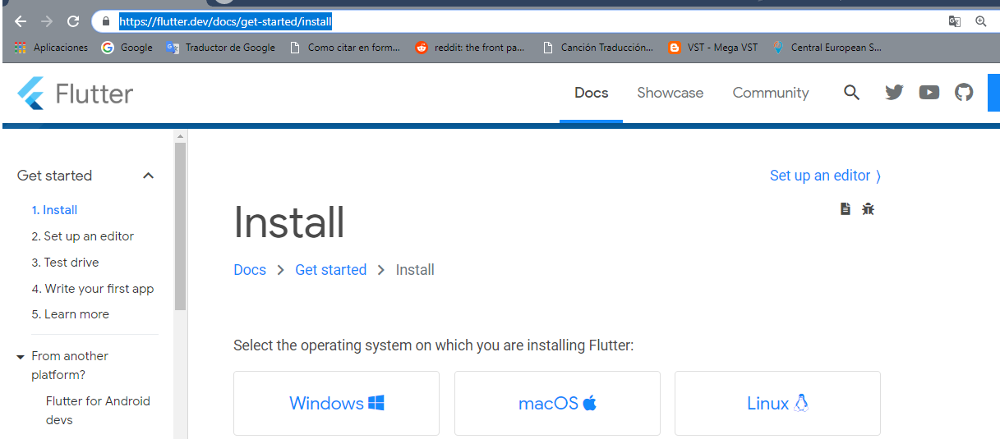 https://flutter.dev/docs/get-started/install
Aplicaciones Google Traductor de Google Como citar en form... reddit: the front pa... Canción Traducción... VST - Mega VST Central European S...
Flutter Docs Showcase Community
Get started
1. Install
2. Set up an editor
3. Test drive
4. Write your first app
5. Learn more
From another
platform?
Flutter for Android
devs
Set up an editor ⟩
Install
Docs > Get started > Install
Select the operating system on which you are installing Flutter:
Windows macOS Linux